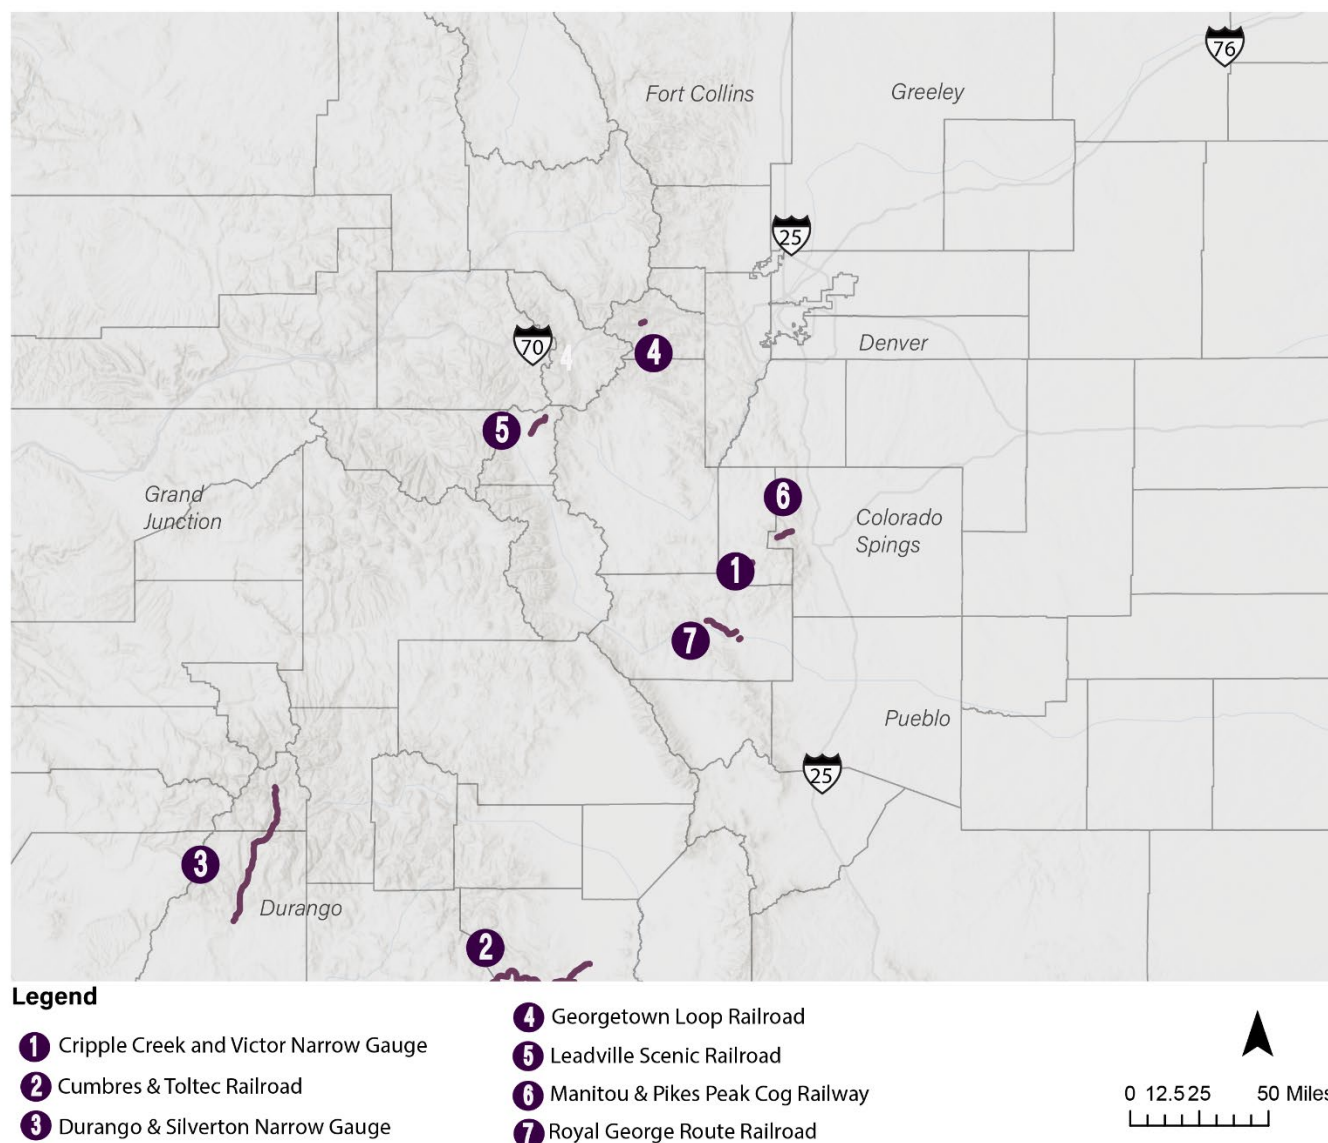 76
Fort Collins
Greeley
25
Denver
70
4
4
5
Grand
Junction
6
Colorado
Spings
1
7
Pueblo
25
3
Durango
2
Legend
1 Cripple Creek and Victor Narrow Gauge
2 Cumbres & Toltec Railroad
3 Durango & Silverton Narrow Gauge
4 Georgetown Loop Railroad
5 Leadville Scenic Railroad
6 Manitou & Pikes Peak Cog Railway
7 Royal George Route Railroad
0 12.5 25 50 Miles